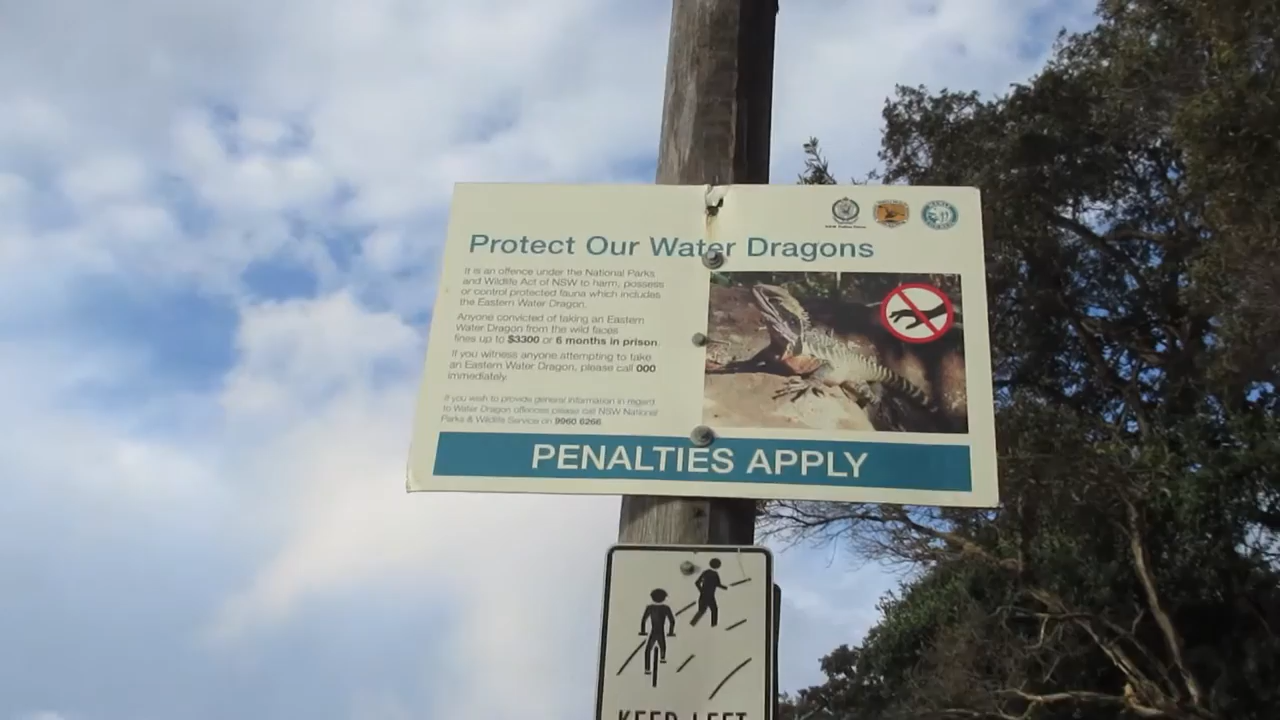 Protect Our Water Dragons
It is an offence under the National Parks
and Wildlife Act of NSW to harm, possess
or control protected fauna which includes
the Eastern Water Dragon.
Anyone convicted of taking an Eastern
Water Dragon from the wild faces
fines up to $3300 or 6 months in prison.
If you witness anyone attempting to take
an Eastern Water Dragon, please call 000
immediately.
If you wish to provide general information in regard
to Water Dragon offences please call NSW National
Parks & Wildlife Service on 9960 6266.
PENALTIES APPLY
KEEP LEFT